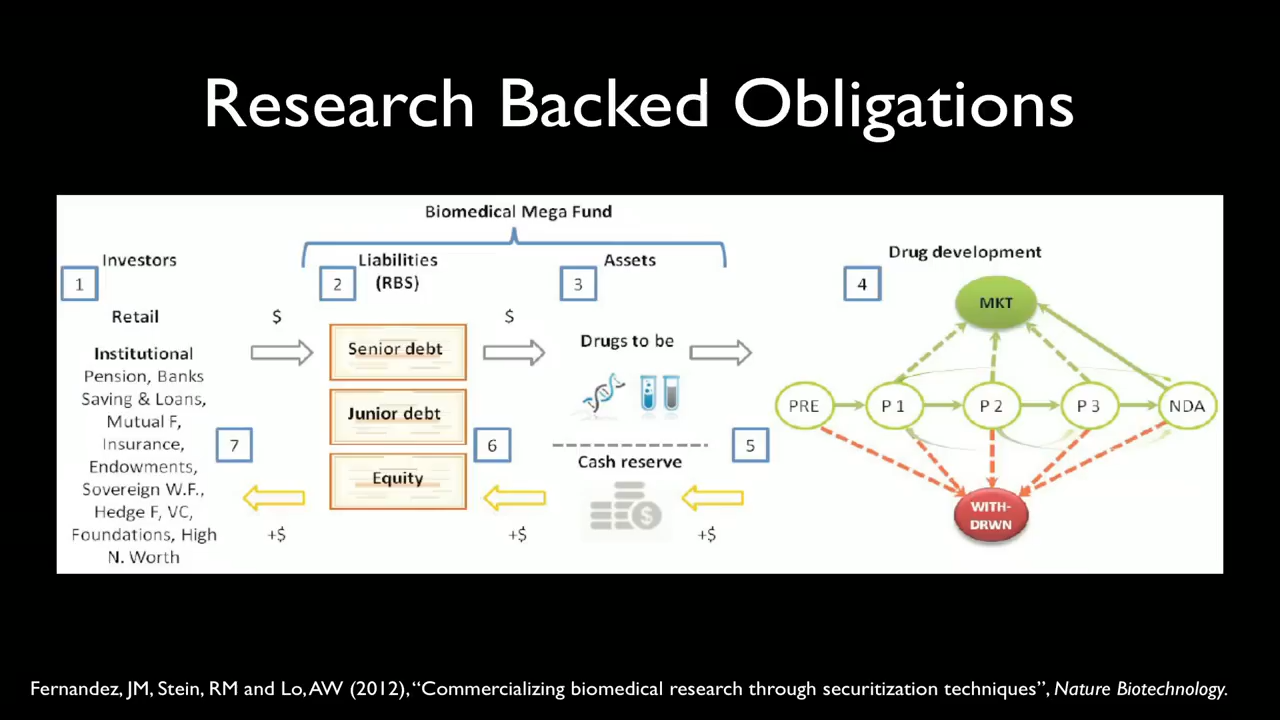 Research Backed Obligations
Biomedical Mega Fund
Investors
1
Retail
Institutional
Pension, Banks
Saving & Loans,
Mutual F,
Insurance,
Endowments,
Sovereign W.F.,
Hedge F, VC,
Foundations, High
N. Worth
$
7
+$
Liabilities
(RBS)
2
Senior debt
Junior debt
Equity
$
6
+$
Assets
3
Drugs to be
Cash reserve
$
5
+$
Drug development
4
MKT
PRE
P 1
P 2
P 3
NDA
WITH-
DRWN
Fernandez, JM, Stein, RM and Lo, AW (2012), “Commercializing biomedical research through securitization techniques”, Nature Biotechnology.